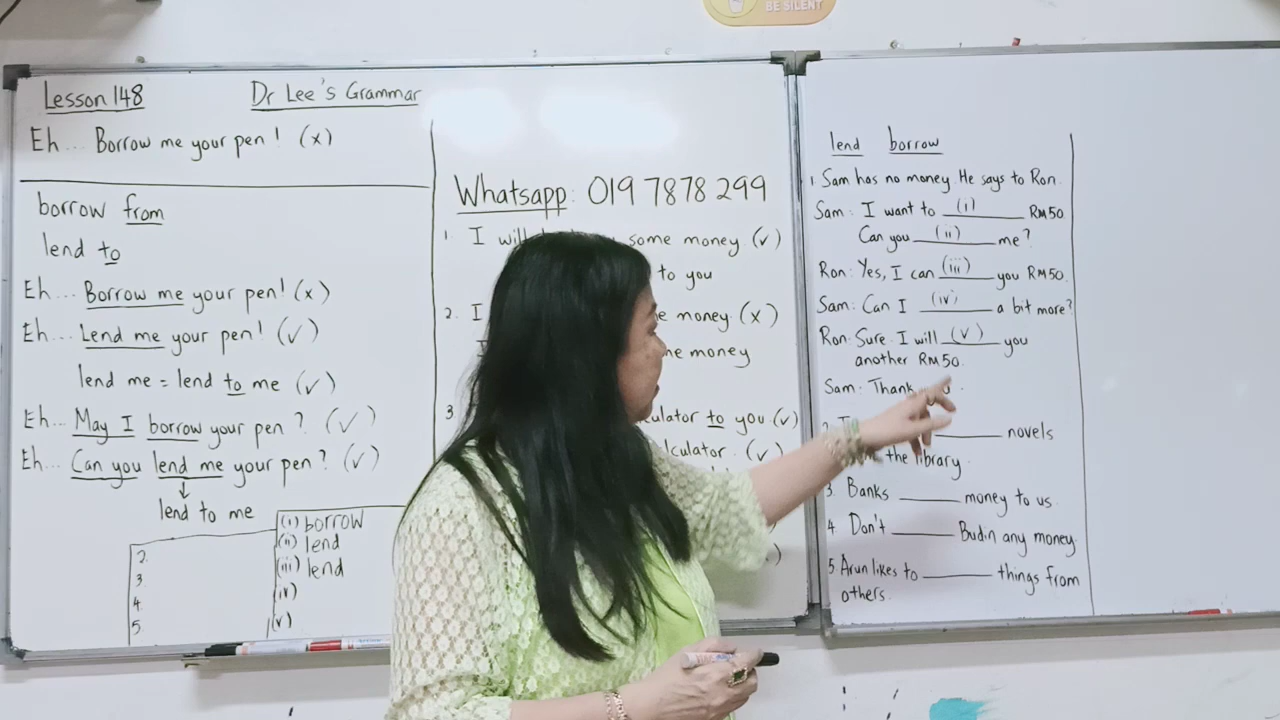 BE SILENT
Lesson 148 Dr Lee's Grammar
Eh... Borrow me your pen! (x)
borrow from
lend to
Eh... Borrow me your pen! (x)
Eh... Lend me your pen! (✓)
lend me = lend to me (✓)
Eh... May I borrow your pen? (✓)
Eh... Can you lend me your pen? (✓)
lend to me
2.
3
4
5
(i) borrow
(ii) lend
(iii) lend
(iv)
(v)
Whatsapp: 019 7878 299
1. I will some money (✓)
to you
2. I money (x)
me money
3 to you (✓)
(✓)
lend borrow
1 Sam has no money. He says to Ron.
Sam: I want to (i) RM50.
Can you (ii) me?
Ron: Yes, I can (iii) you RM50.
Sam: Can I (iv) a bit more?
Ron: Sure. I will (v) you
another RM50.
Sam: Thank
novels
the library.
3. Banks ______ money to us.
4 Don't ______ Budin any money.
5 Arun likes to ______ things from
others.